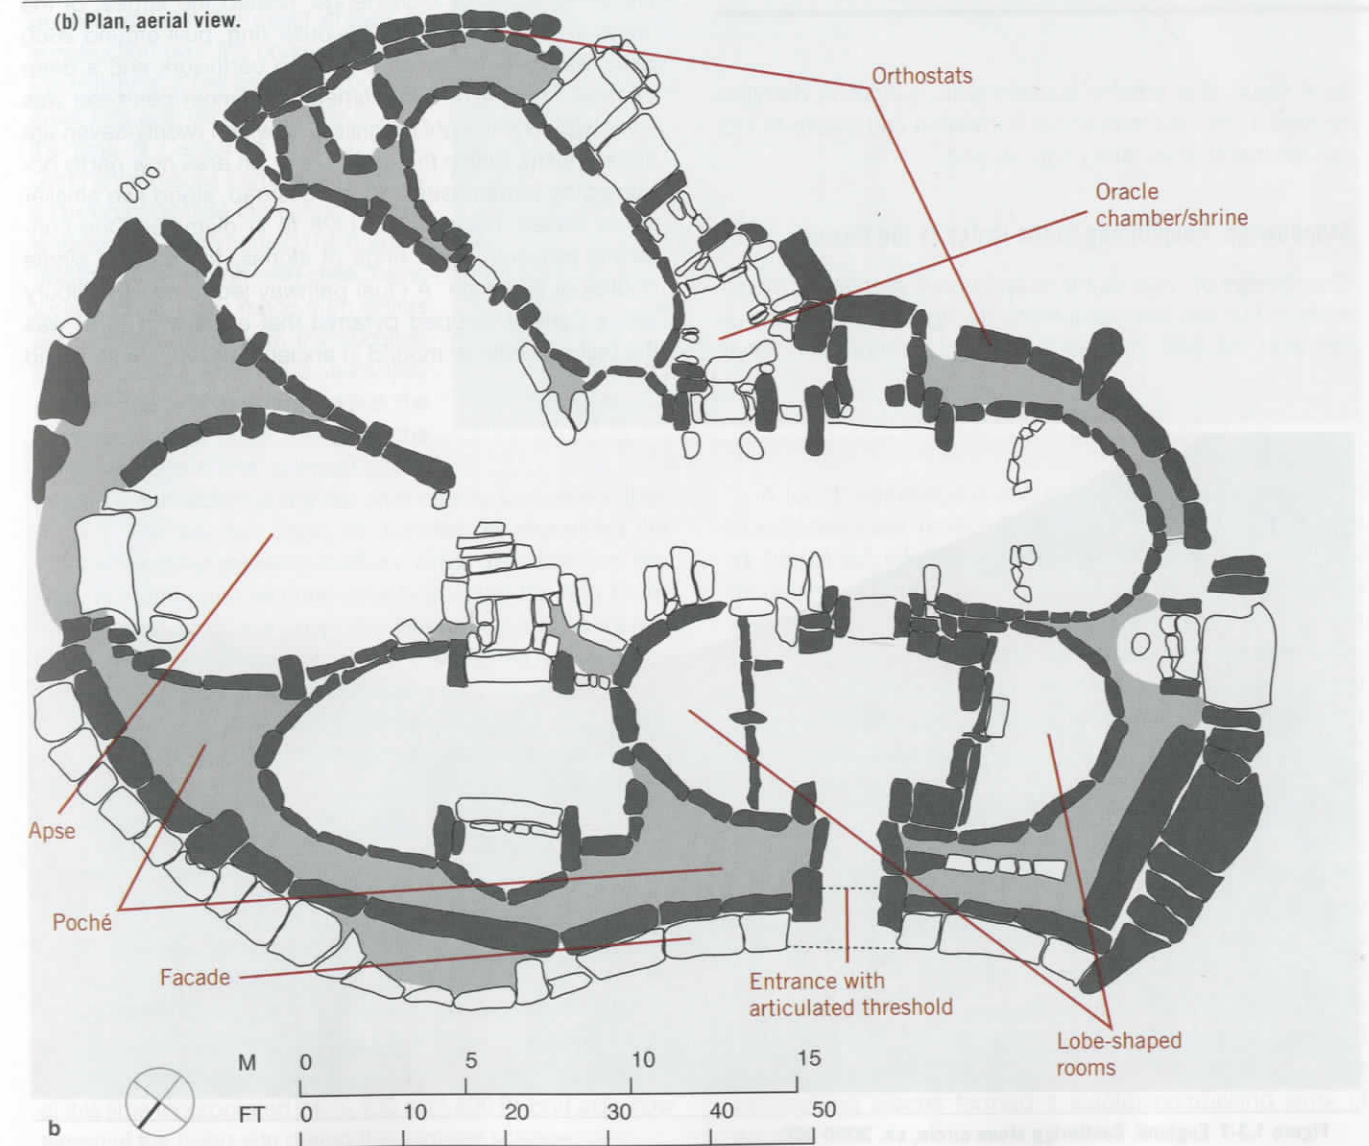 (b) Plan, aerial view.
Orthostats
Oracle
chamber/shrine
Apse
Poché
Facade
Entrance with
articulated threshold
Lobe-shaped
rooms
M 0 5 10 15
FT 0 10 20 30 40 50
b